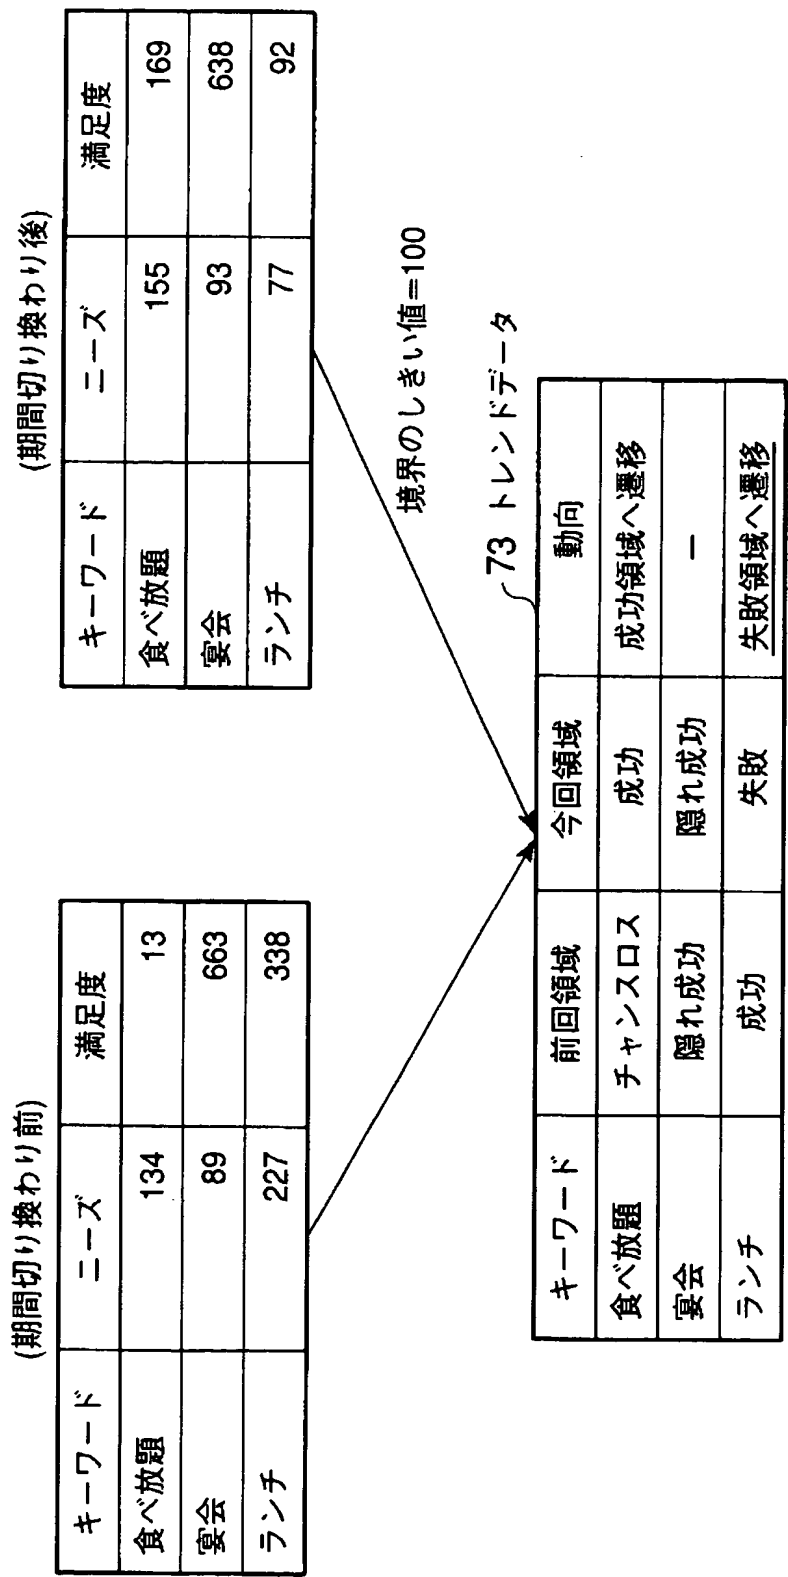 (期間切り換わり前)
キーワード ニーズ 満足度
食べ放題 134 13
宴会 89 663
ランチ 227 338
(期間切り換わり後)
キーワード ニーズ 満足度
食べ放題 155 169
宴会 93 638
ランチ 77 92
境界のしきい値=100
73 トレンドデータ
キーワード 前回領域 今回領域 動向
食べ放題 チャンスロス 成功 成功領域へ遷移
宴会 隠れ成功 隠れ成功 ー
ランチ 成功 失敗 失敗領域へ遷移